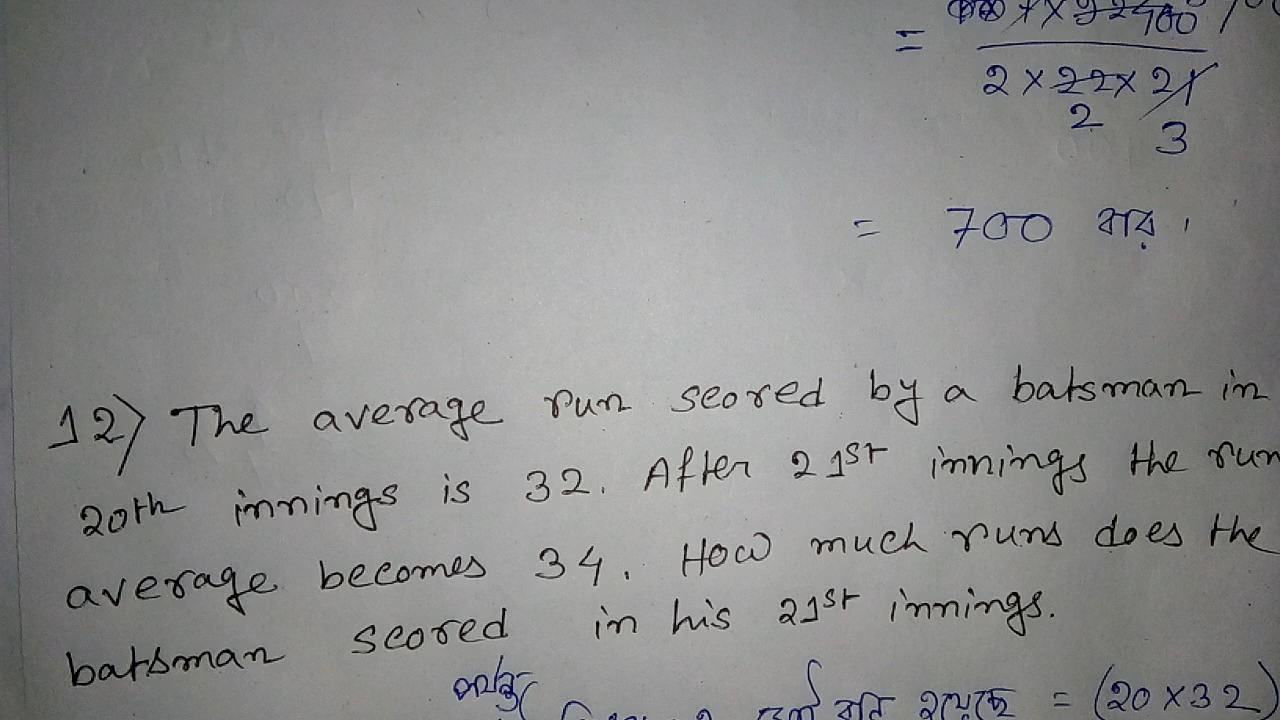 =
2 × 22 × 21
2 3
= 700 বার।
12) The average run scored by a batsman in
20th innings is 32. After 21st innings the run
average becomes 34. How much runs does the
batsman scored in his 21st innings.
= (20 × 32)